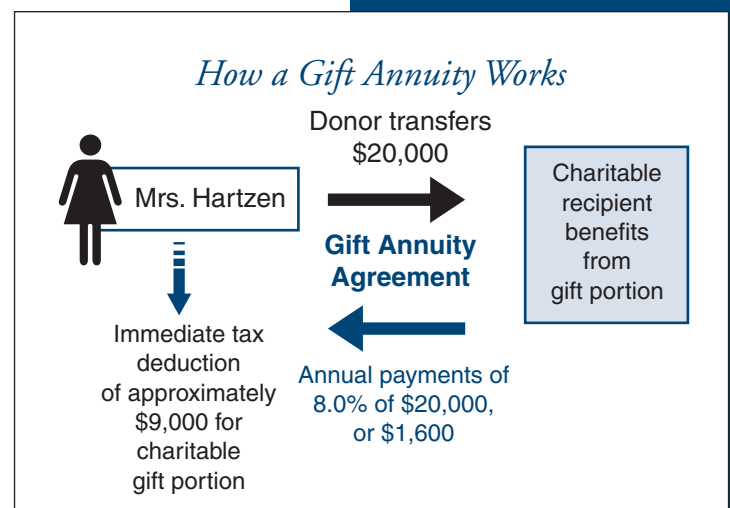 How a Gift Annuity Works
Donor transfers
$20,000
Mrs. Hartzen
Gift Annuity
Agreement
Charitable
recipient
benefits
from
gift portion
Immediate tax
deduction
of approximately
$9,000 for
charitable
gift portion
Annual payments of
8.0% of $20,000,
or $1,600